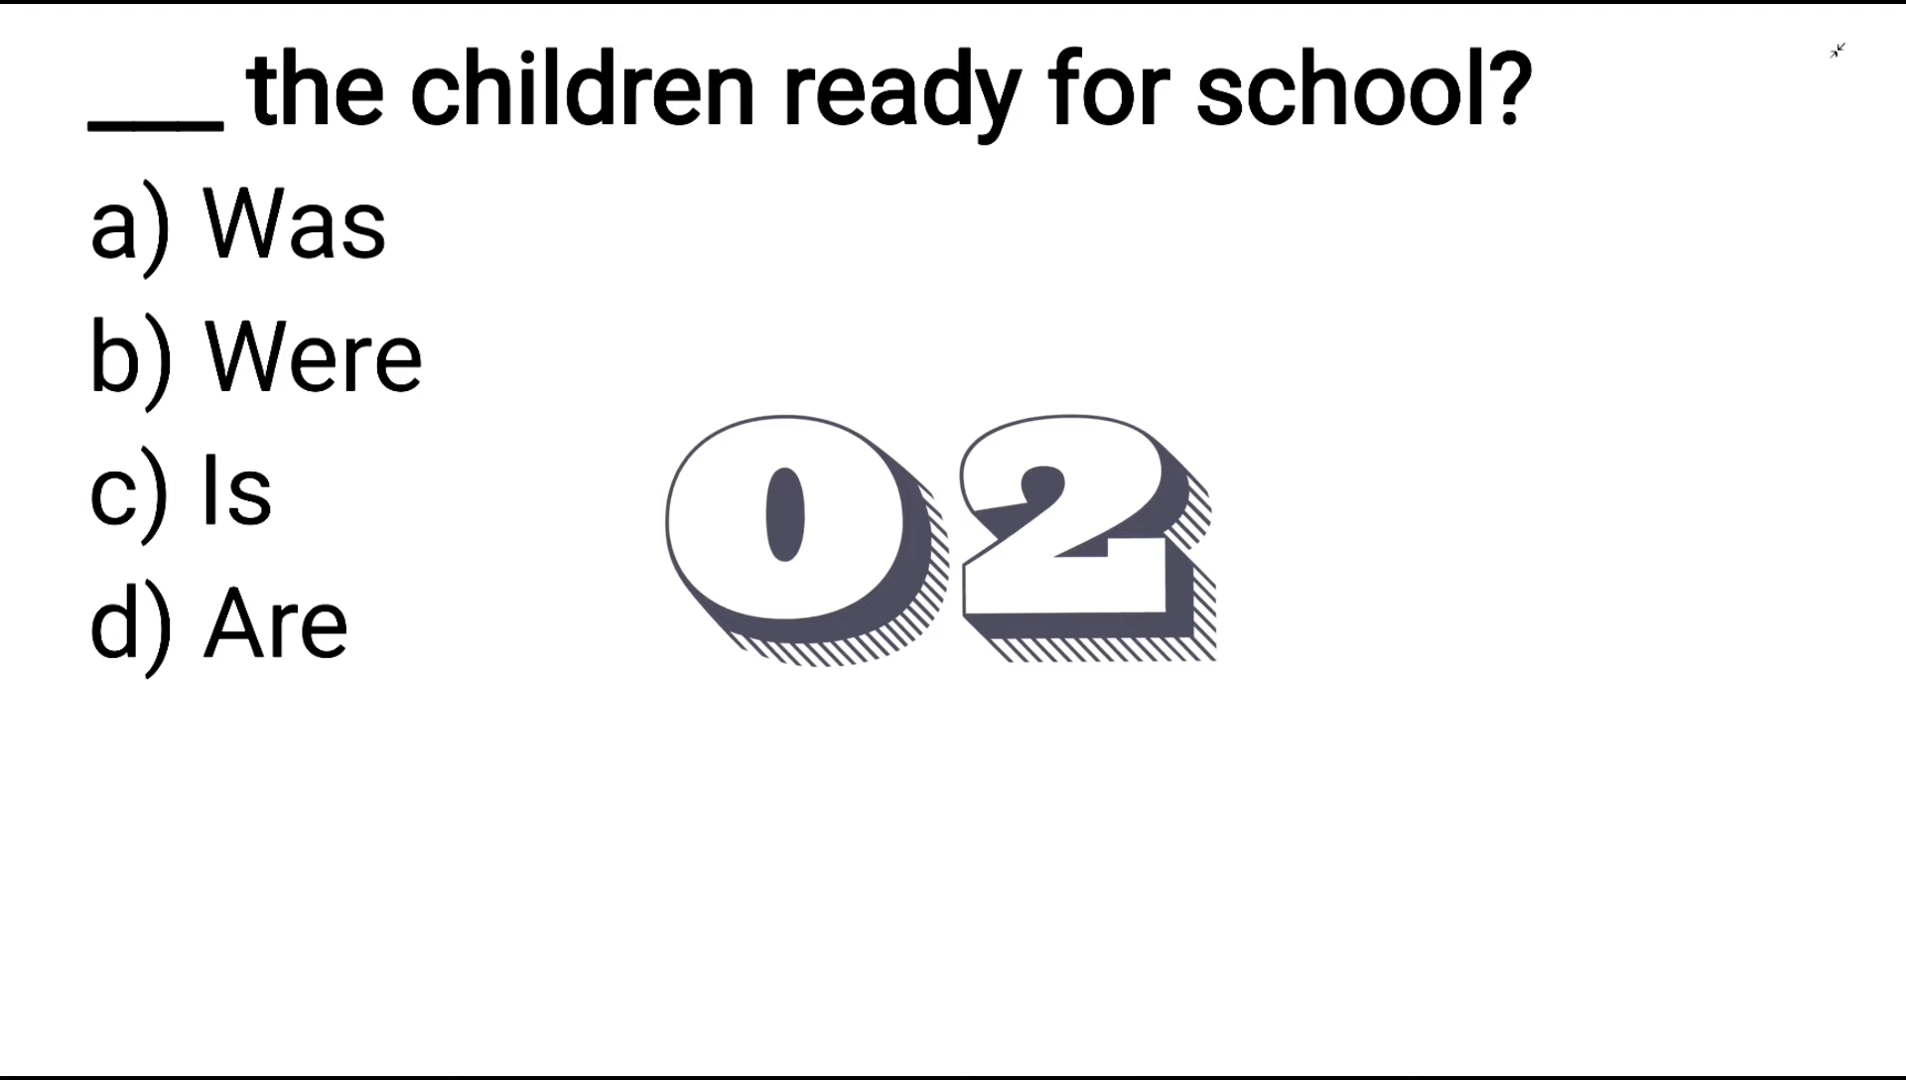 ___ the children ready for school?
a) Was
b) Were
c) Is
d) Are
02